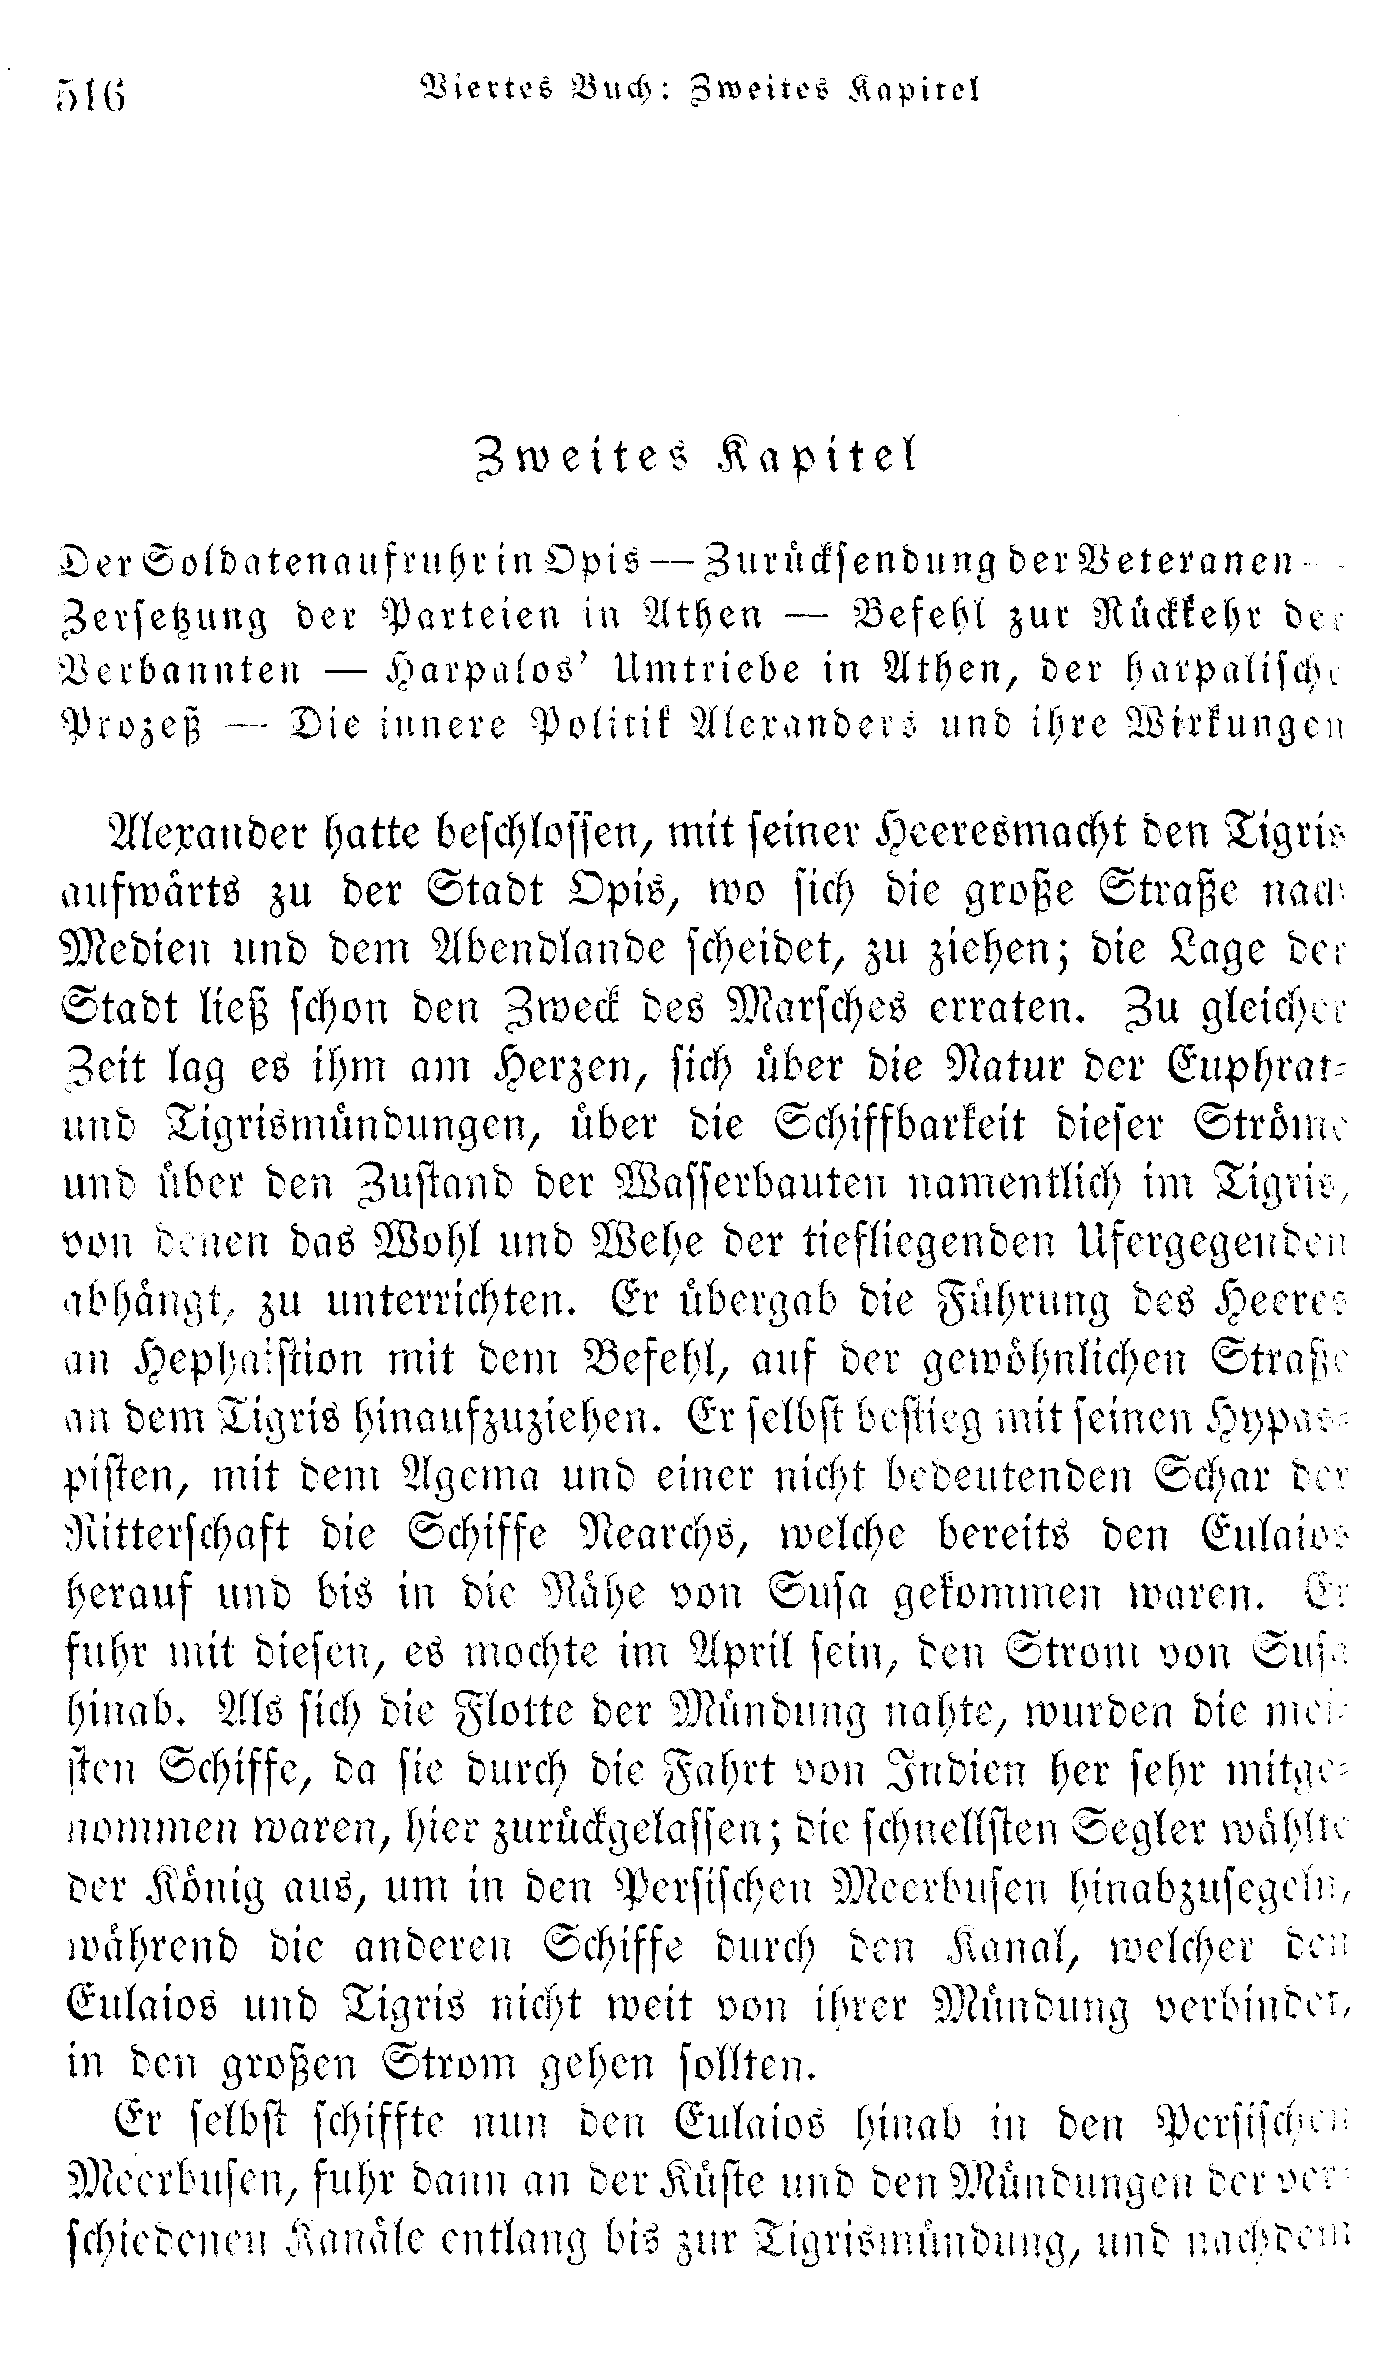 516
Viertes Buch: Zweites Kapitel
Zweites Kapitel
Der Soldatenaufruhr in Opis — Zurücksendung der Veteranen —
Zersetzung der Parteien in Athen — Befehl zur Rückkehr der
Verbannten — Harpalos’ Umtriebe in Athen, der harpalische
Prozeß — Die innere Politik Alexanders und ihre Wirkungen
Alexander hatte beschlossen, mit seiner Heeresmacht den Tigris
aufwärts zu der Stadt Opis, wo sich die große Straße nach
Medien und dem Abendlande scheidet, zu ziehen; die Lage der
Stadt ließ schon den Zweck des Marsches erraten. Zu gleicher
Zeit lag es ihm am Herzen, sich über die Natur der Euphrat-
und Tigrismündungen, über die Schiffbarkeit dieser Ströme
und über den Zustand der Wasserbauten namentlich im Tigris,
von denen das Wohl und Wehe der tiefliegenden Ufergegenden
abhängt, zu unterrichten. Er übergab die Führung des Heeres
an Hephaistion mit dem Befehl, auf der gewöhnlichen Straße
an dem Tigris hinaufzuziehen. Er selbst bestieg mit seinen Hypas-
pisten, mit dem Agema und einer nicht bedeutenden Schar der
Ritterschaft die Schiffe Nearchs, welche bereits den Eulaios
herauf und bis in die Nähe von Susa gekommen waren. Er
fuhr mit diesen, es mochte im April sein, den Strom von Susa
hinab. Als sich die Flotte der Mündung nahte, wurden die mei-
sten Schiffe, da sie durch die Fahrt von Indien her sehr mitge-
nommen waren, hier zurückgelassen; die schnellsten Segler wählte
der König aus, um in den Persischen Meerbusen hinabzusegeln,
während die anderen Schiffe durch den Kanal, welcher den
Eulaios und Tigris nicht weit von ihrer Mündung verbindet,
in den großen Strom gehen sollten.
Er selbst schiffte nun den Eulaios hinab in den Persischen
Meerbusen, fuhr dann an der Küste und den Mündungen der ver-
schiedenen Kanäle entlang bis zur Tigrismündung, und nachdem